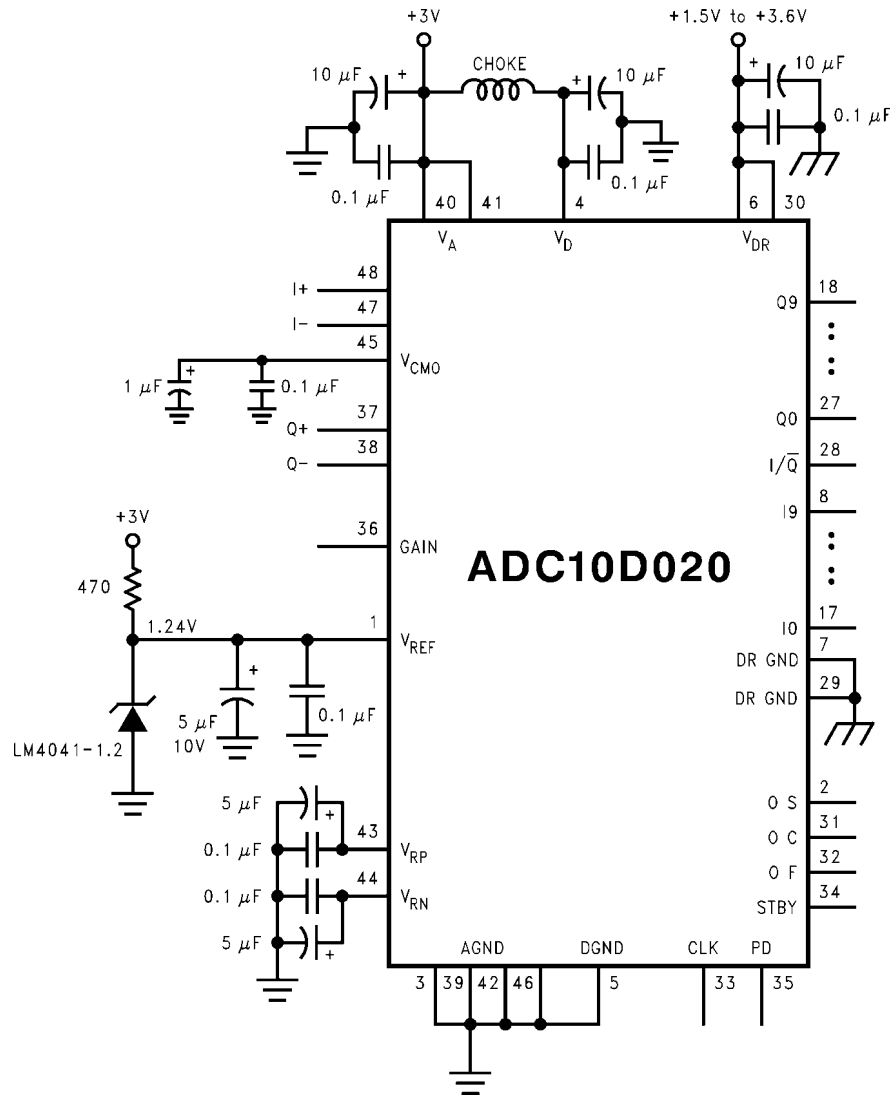 +3V
+1.5V to +3.6V
10 µF
+
CHOKE
+
10 µF
+
10 µF
0.1 µF
0.1 µF
40
41
4
0.1 µF
6
30
VA
VD
VDR
I+
48
I-
47
45
VCMO
1 µF
+
0.1 µF
Q+
37
Q-
38
36
GAIN
+3V
470
1.24V
1
VREF
+
5 µF
10V
0.1 µF
LM4041-1.2
5 µF
+
43
0.1 µF
VRP
44
0.1 µF
VRN
5 µF
+
ADC10D020
Q9
18
Q0
27
I/Q̅
28
I9
8
I0
17
DR GND
7
DR GND
29
O S
2
O C
31
O F
32
STBY
34
AGND
DGND
CLK
PD
3
39
42
46
5
33
35